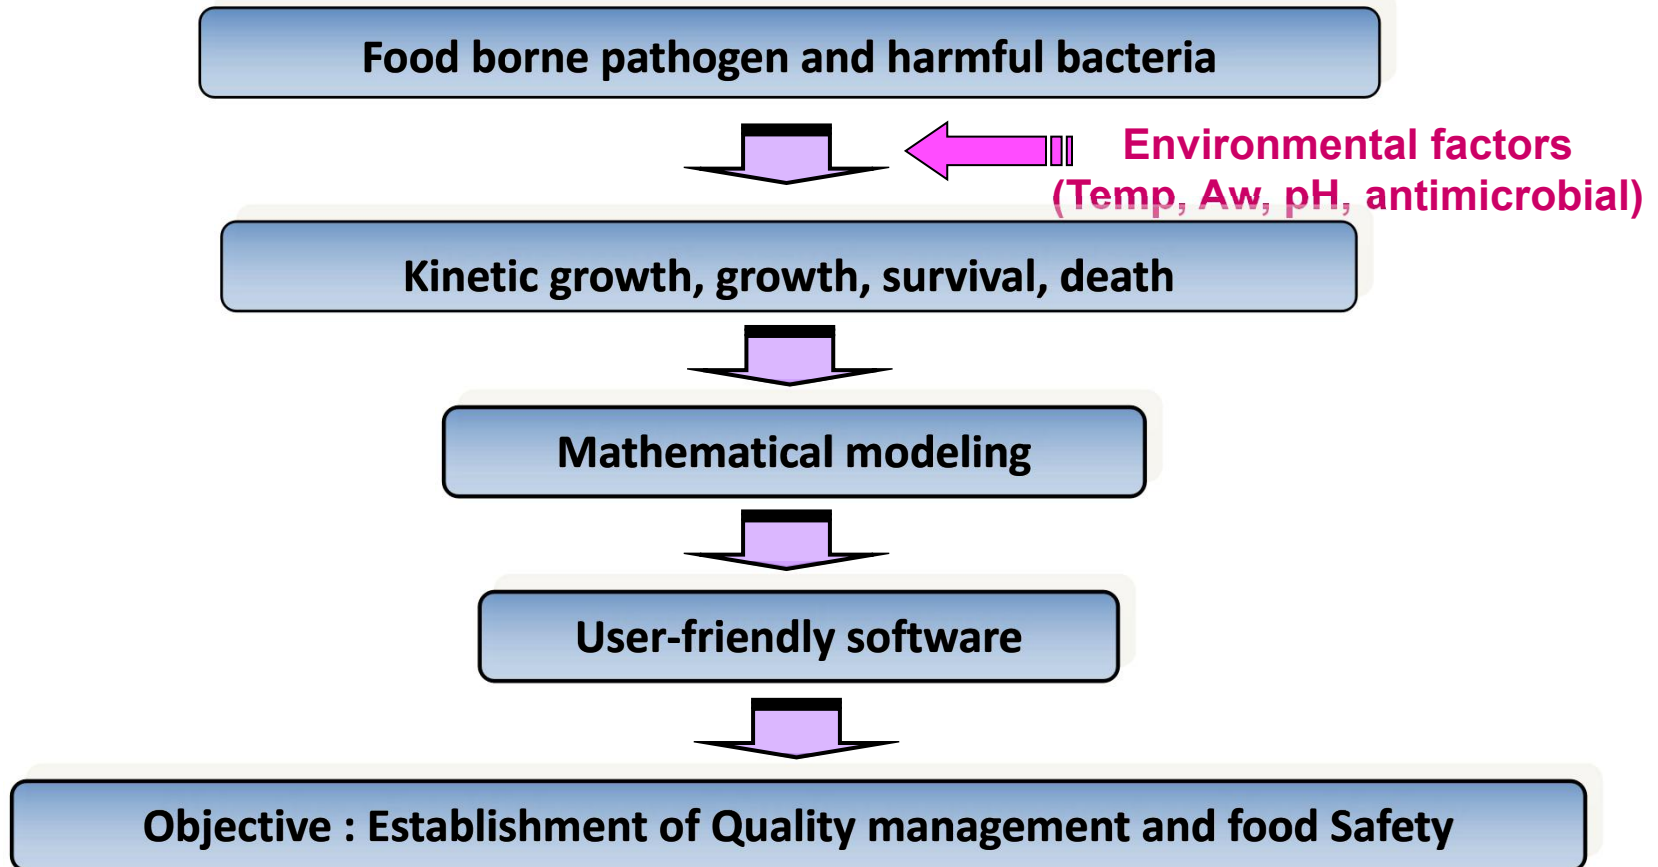 Food borne pathogen and harmful bacteria
Environmental factors
(Temp, Aw, pH, antimicrobial)
Kinetic growth, growth, survival, death
Mathematical modeling
User-friendly software
Objective : Establishment of Quality management and food Safety